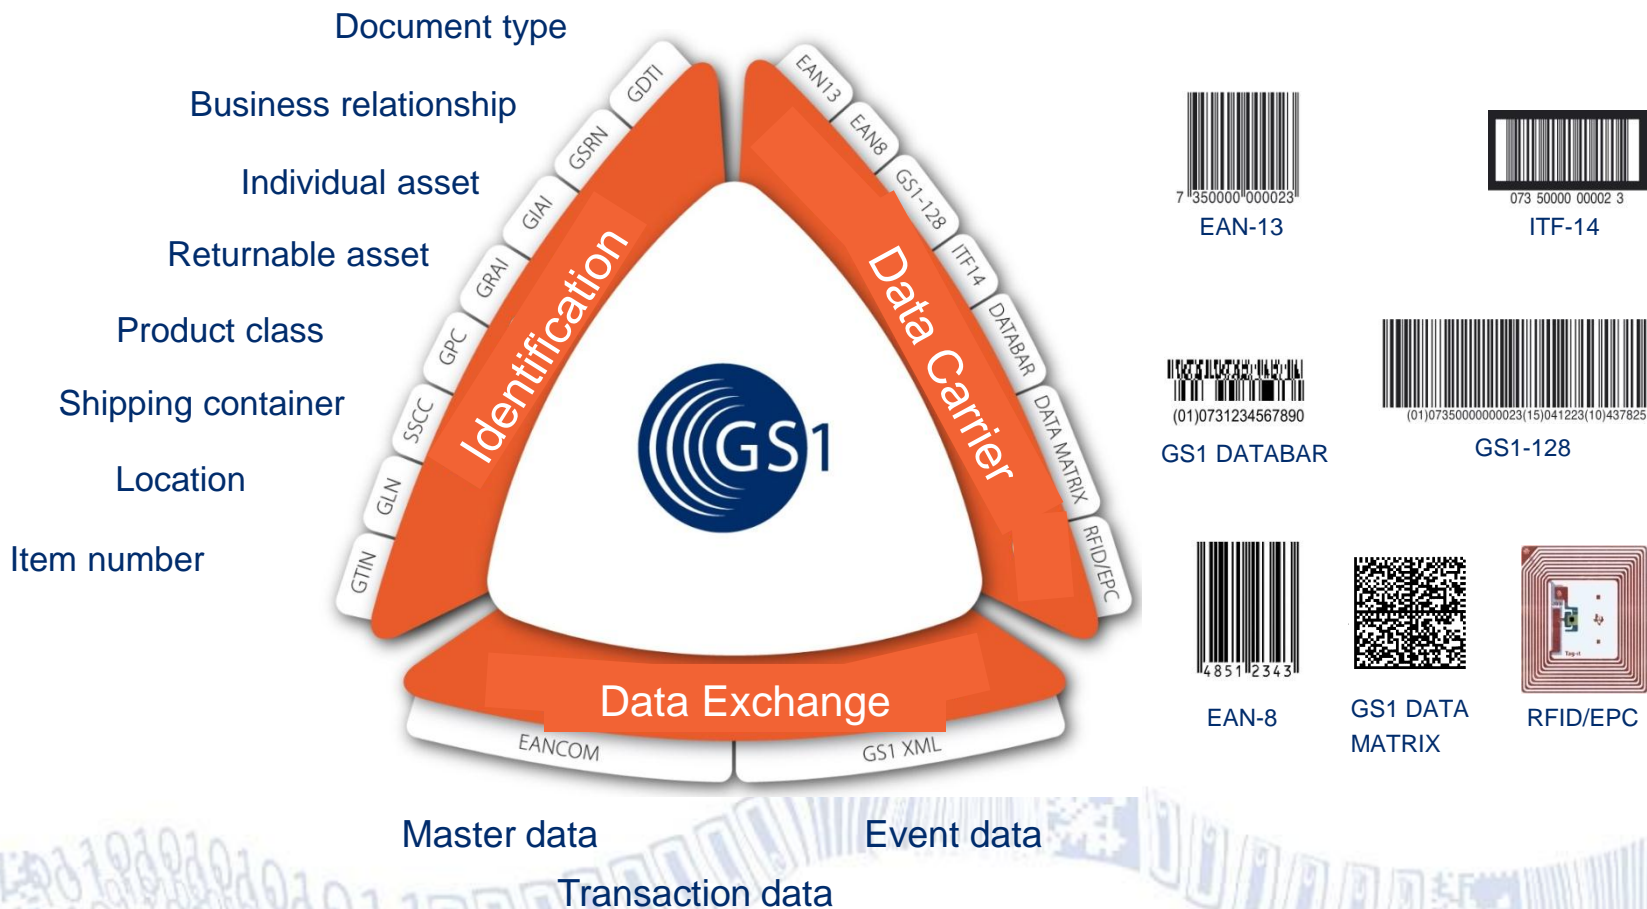 Document type
Business relationship
Individual asset
Returnable asset
Product class
Shipping container
Location
Item number
GDTI
GSRN
GIAI
GRAI
GPC
SSCC
GLN
GTIN
Identification
EAN13
EAN8
GS1-128
ITF14
DATABAR
DATA MATRIX
RFID/EPC
Data Carrier
GS1
Data Exchange
EANCOM
GS1 XML
Master data
Event data
Transaction data
7 350000 000023
EAN-13
073 50000 00002 3
ITF-14
(01)0731234567890
GS1 DATABAR
(01)07350000000023(15)041223(10)437825
GS1-128
4851 2343
EAN-8
GS1 DATA
MATRIX
Tag-it
RFID/EPC